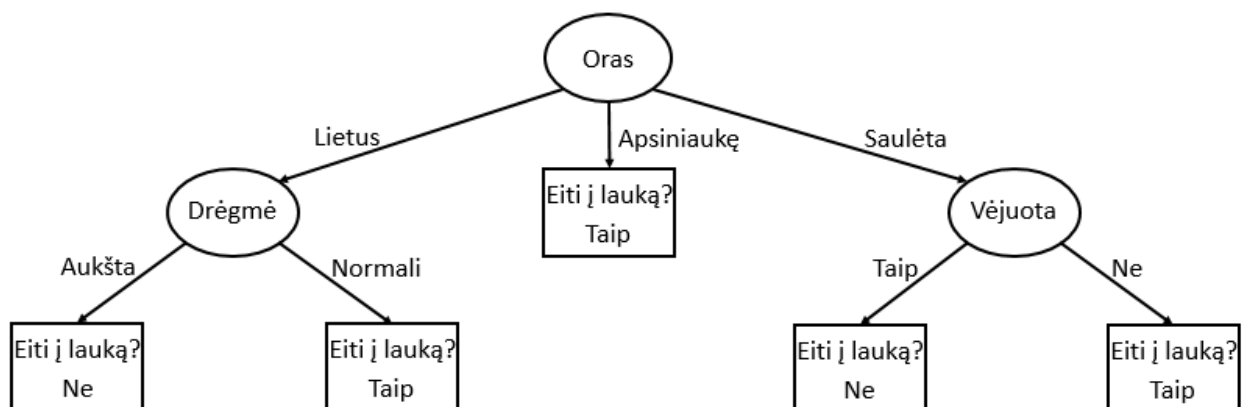 Oras
Lietus
Apsiniaukę
Saulėta
Drėgmė
Eiti į lauką?
Taip
Vėjuota
Aukšta
Normali
Taip
Ne
Eiti į lauką?
Ne
Eiti į lauką?
Taip
Eiti į lauką?
Ne
Eiti į lauką?
Taip